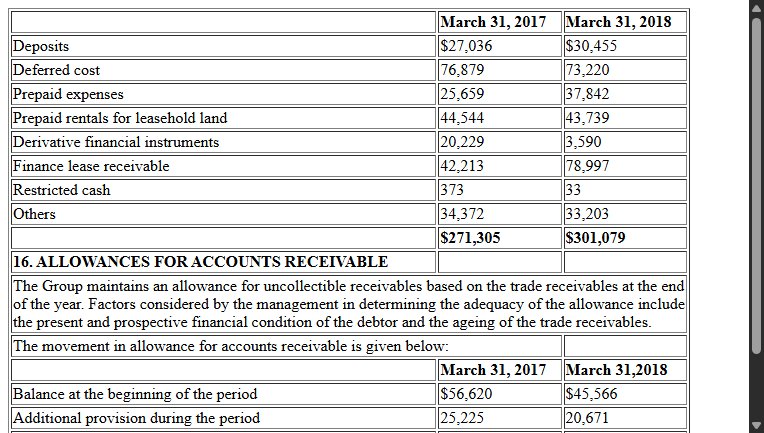 March 31, 2017 March 31, 2018
Deposits $27,036 $30,455
Deferred cost 76,879 73,220
Prepaid expenses 25,659 37,842
Prepaid rentals for leasehold land 44,544 43,739
Derivative financial instruments 20,229 3,590
Finance lease receivable 42,213 78,997
Restricted cash 373 33
Others 34,372 33,203
$271,305 $301,079
16. ALLOWANCES FOR ACCOUNTS RECEIVABLE
The Group maintains an allowance for uncollectible receivables based on the trade receivables at the end
of the year. Factors considered by the management in determining the adequacy of the allowance include
the present and prospective financial condition of the debtor and the ageing of the trade receivables.
The movement in allowance for accounts receivable is given below:
March 31, 2017 March 31,2018
Balance at the beginning of the period $56,620 $45,566
Additional provision during the period 25,225 20,671